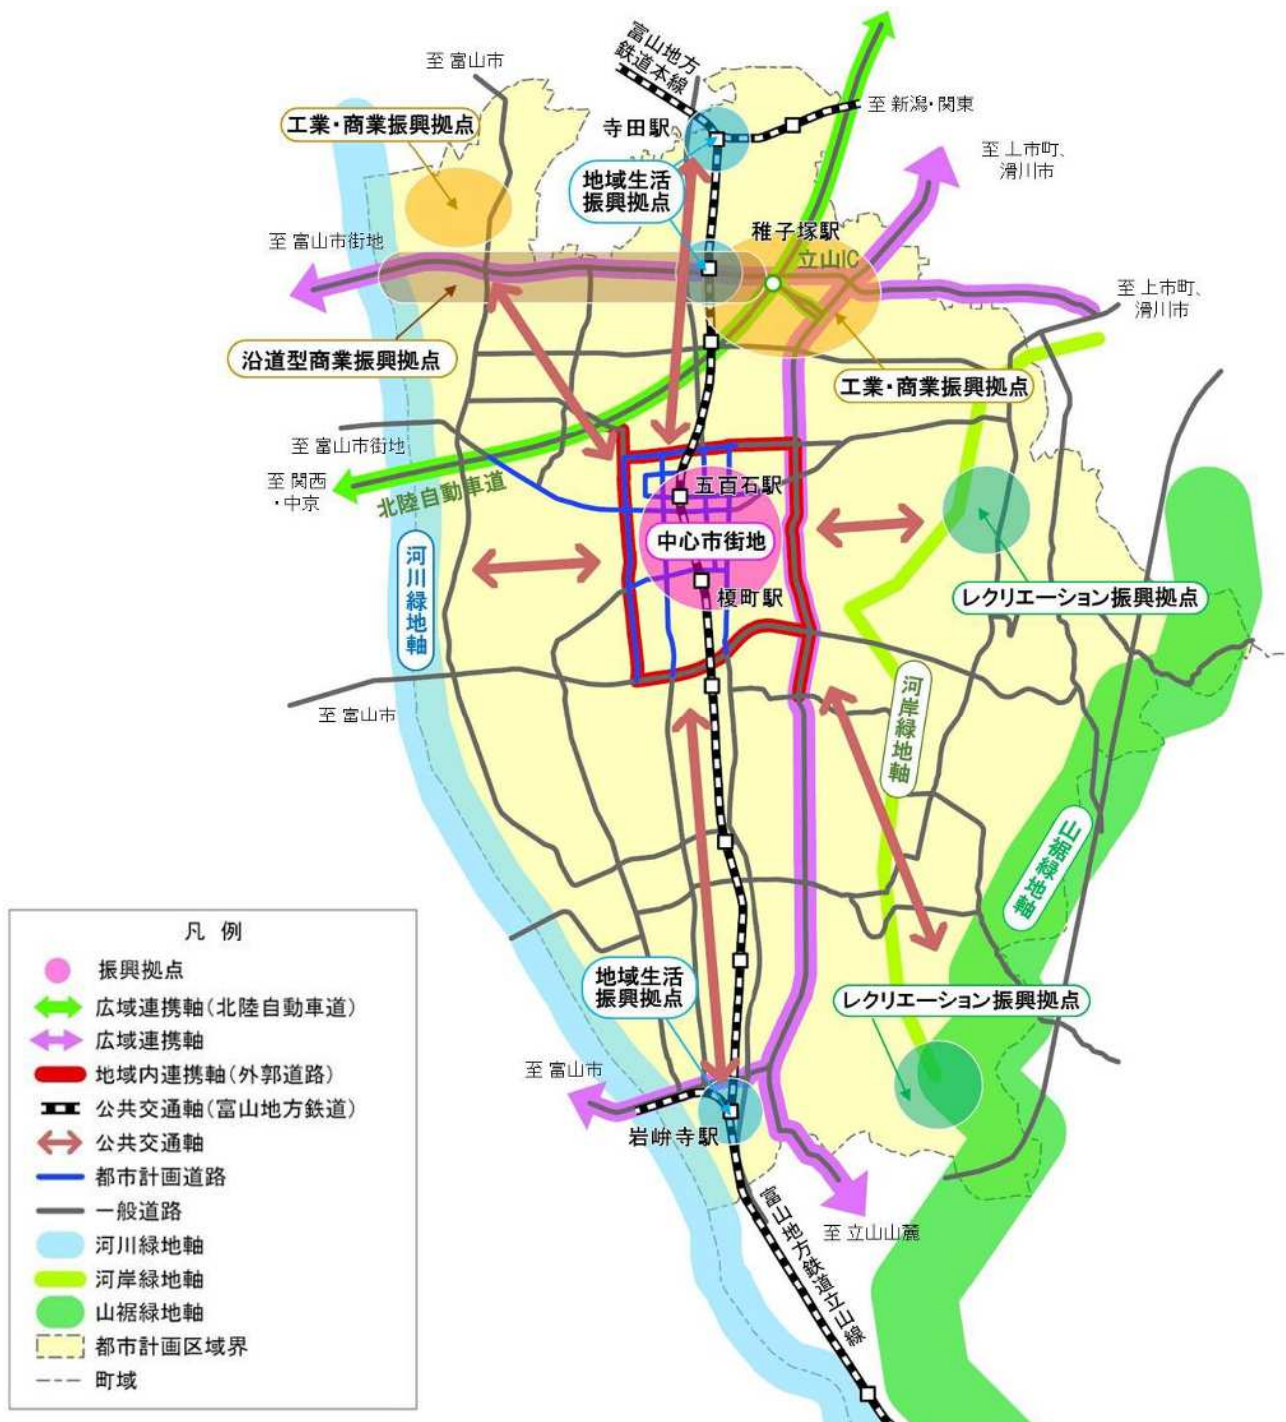 富山地方
鉄道本線
至 富山市
至 新潟・関東
工業・商業振興拠点
寺田駅
至 上市町、
滑川市
地域生活
振興拠点
稚子塚駅
至 富山市街地
立山IC
至 上市町、
滑川市
沿道型商業振興拠点
工業・商業振興拠点
至 富山市街地
至 関西
・中京
北陸自動車道
五百石駅
中心市街地
河川緑地軸
榎町駅
レクリエーション振興拠点
至 富山市
河岸緑地軸
山裾緑地軸
地域生活
振興拠点
レクリエーション振興拠点
至 富山市
岩峅寺駅
富山地方鉄道立山線
至 立山山麓
凡 例
振興拠点
広域連携軸(北陸自動車道)
広域連携軸
地域内連携軸(外郭道路)
公共交通軸(富山地方鉄道)
公共交通軸
都市計画道路
一般道路
河川緑地軸
河岸緑地軸
山裾緑地軸
都市計画区域界
町域